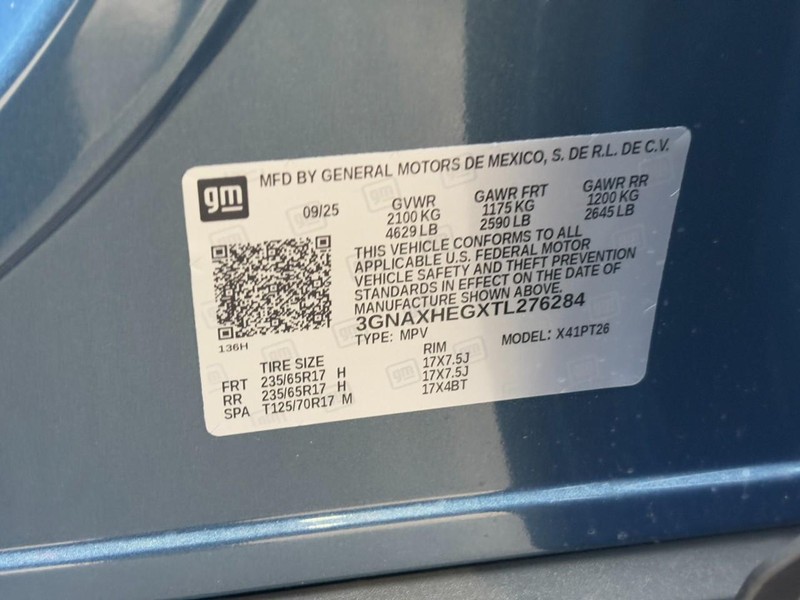 gm
MFD BY GENERAL MOTORS DE MEXICO, S. DE R.L. DE C.V.
09/25 GVWR GAWR FRT GAWR RR
2100 KG 1175 KG 1200 KG
4629 LB 2590 LB 2645 LB
THIS VEHICLE CONFORMS TO ALL
APPLICABLE U.S. FEDERAL MOTOR
VEHICLE SAFETY AND THEFT PREVENTION
STANDARDS IN EFFECT ON THE DATE OF
MANUFACTURE SHOWN ABOVE.
3GNAXHEGXTL276284
136H
TYPE: MPV MODEL: X41PT26
TIRE SIZE RIM
FRT 235/65R17 H 17X7.5J
RR 235/65R17 H 17X7.5J
SPA T125/70R17 M 17X4BT